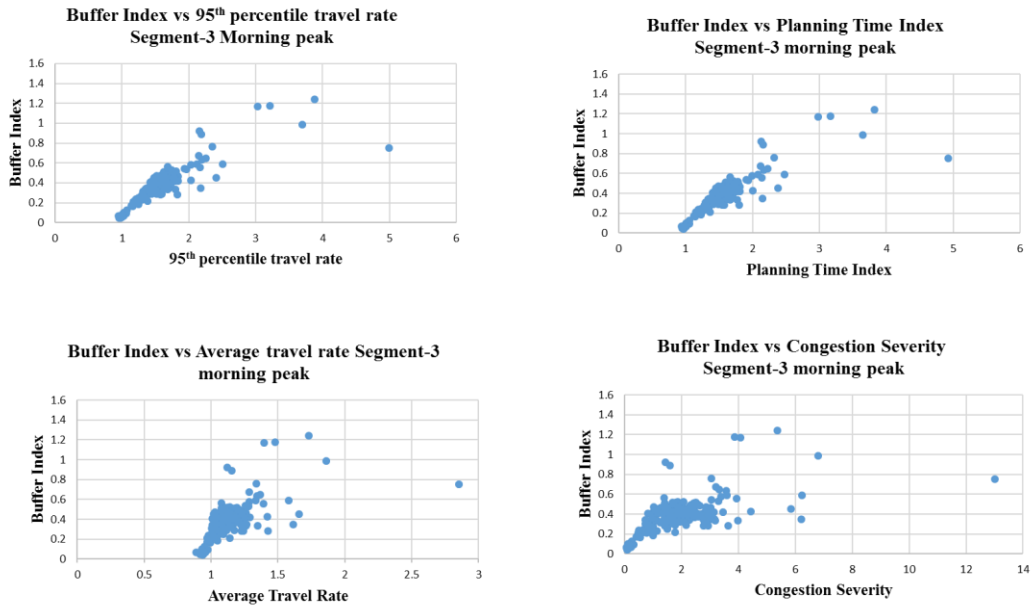 Buffer Index vs 95th percentile travel rate
Segment-3 Morning peak
Buffer Index
1.6
1.4
1.2
1
0.8
0.6
0.4
0.2
0
0 1 2 3 4 5 6
95th percentile travel rate
Buffer Index vs Planning Time Index
Segment-3 morning peak
Buffer Index
1.6
1.4
1.2
1
0.8
0.6
0.4
0.2
0
0 1 2 3 4 5 6
Planning Time Index
Buffer Index vs Average travel rate Segment-3
morning peak
Buffer Index
1.6
1.4
1.2
1
0.8
0.6
0.4
0.2
0
0 0.5 1 1.5 2 2.5 3
Average Travel Rate
Buffer Index vs Congestion Severity
Segment-3 morning peak
Buffer Index
1.6
1.4
1.2
1
0.8
0.6
0.4
0.2
0
0 2 4 6 8 10 12 14
Congestion Severity